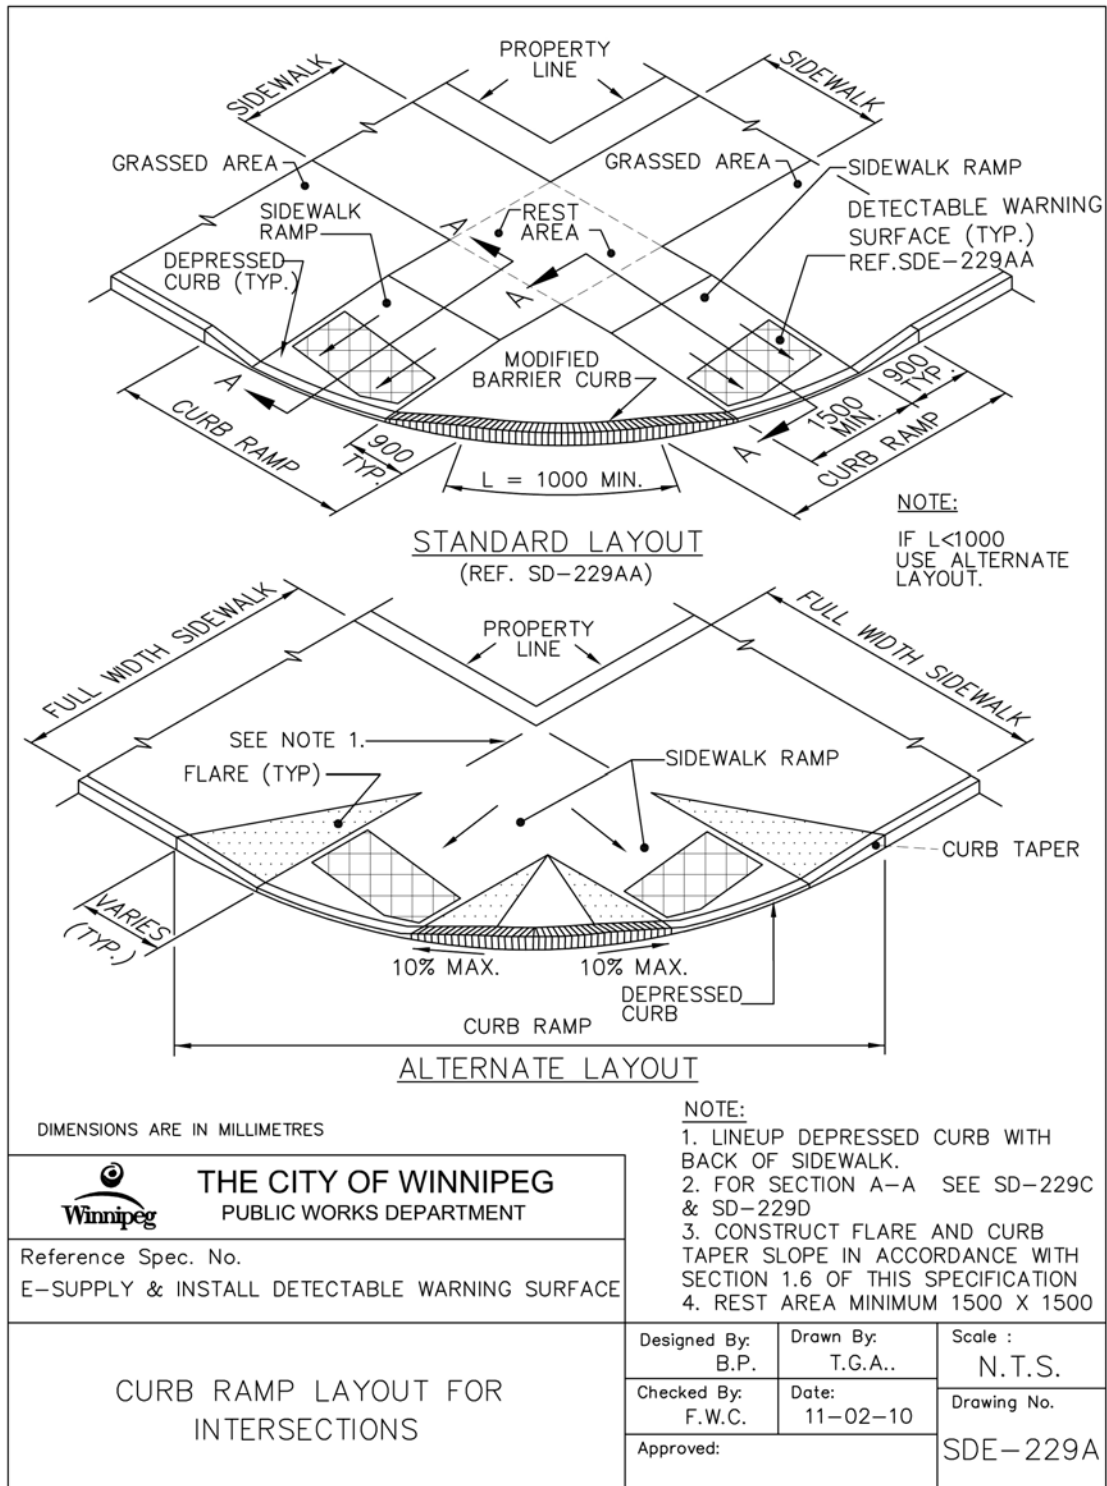 PROPERTY
LINE
SIDEWALK
SIDEWALK
GRASSED AREA
GRASSED AREA
SIDEWALK RAMP
SIDEWALK
RAMP
REST
AREA
DETECTABLE WARNING
SURFACE (TYP.)
REF.SDE-229AA
DEPRESSED
CURB (TYP.)
A
A
A
A
MODIFIED
BARRIER CURB
900
TYP.
1500
MIN.
CURB RAMP
CURB RAMP
900
TYP.
L = 1000 MIN.
NOTE:
IF L<1000
USE ALTERNATE
LAYOUT.
STANDARD LAYOUT
(REF. SD-229AA)
FULL WIDTH SIDEWALK
FULL WIDTH SIDEWALK
PROPERTY
LINE
SEE NOTE 1.
FLARE (TYP)
SIDEWALK RAMP
CURB TAPER
VARIES
(TYP.)
10% MAX.
10% MAX.
DEPRESSED
CURB
CURB RAMP
ALTERNATE LAYOUT
DIMENSIONS ARE IN MILLIMETRES
NOTE:
1. LINEUP DEPRESSED CURB WITH
BACK OF SIDEWALK.
2. FOR SECTION A-A SEE SD-229C
& SD-229D
3. CONSTRUCT FLARE AND CURB
TAPER SLOPE IN ACCORDANCE WITH
SECTION 1.6 OF THIS SPECIFICATION
4. REST AREA MINIMUM 1500 X 1500
Winnipeg
THE CITY OF WINNIPEG
PUBLIC WORKS DEPARTMENT
Reference Spec. No.
E-SUPPLY & INSTALL DETECTABLE WARNING SURFACE
CURB RAMP LAYOUT FOR
INTERSECTIONS
Designed By:
B.P.
Drawn By:
T.G.A..
Scale :
N.T.S.
Checked By:
F.W.C.
Date:
11-02-10
Drawing No.
SDE-229A
Approved: